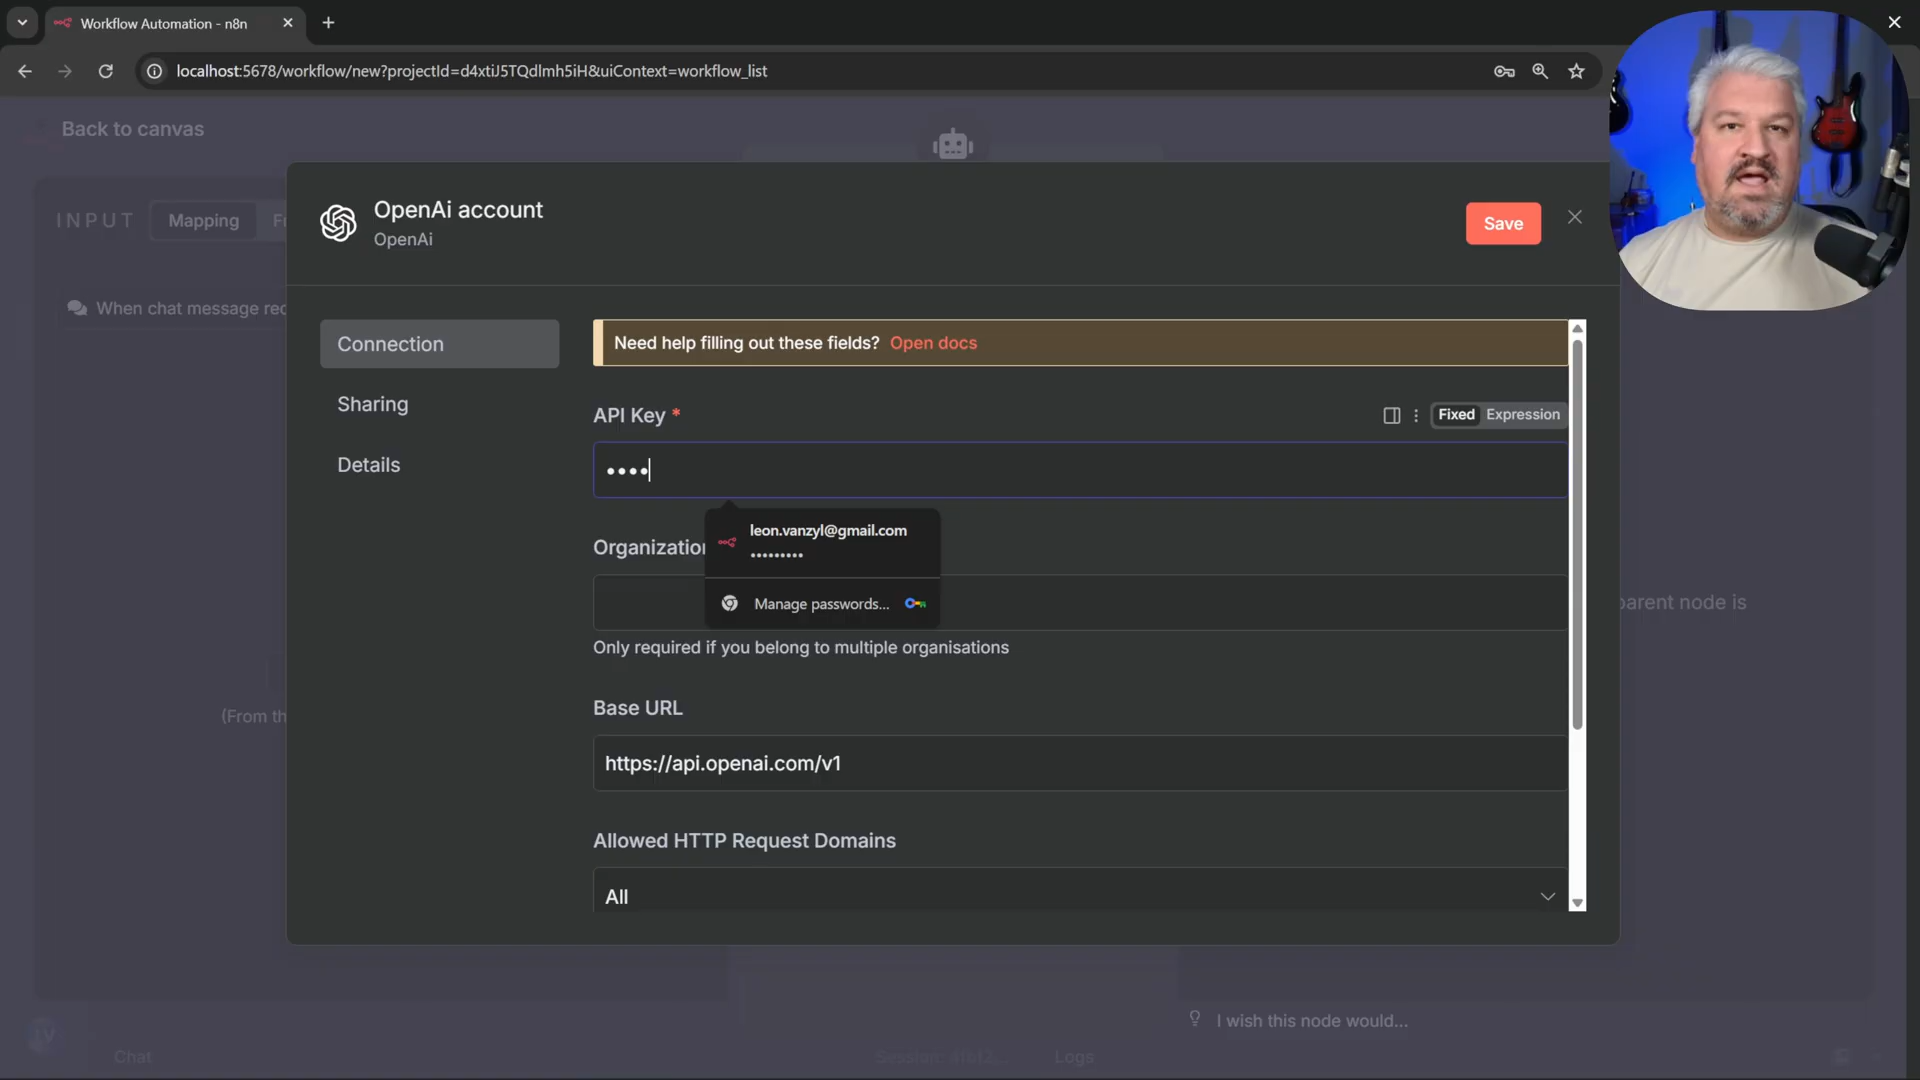 Workflow Automation - n8n
localhost:5678/workflow/new?projectId=d4xtiJ5TQdlmh5iH&uiContext=workflow_list
Back to canvas
INPUT
Mapping
When chat message rec
(From th
OpenAi account
OpenAi
Save
Connection
Sharing
Details
Need help filling out these fields? Open docs
API Key *
Fixed Expression
••••
leon.vanzyl@gmail.com
•••••••••
Manage passwords...
Organization
Only required if you belong to multiple organisations
Base URL
https://api.openai.com/v1
Allowed HTTP Request Domains
All
parent node is
I wish this node would...
Chat
Session:
Logs